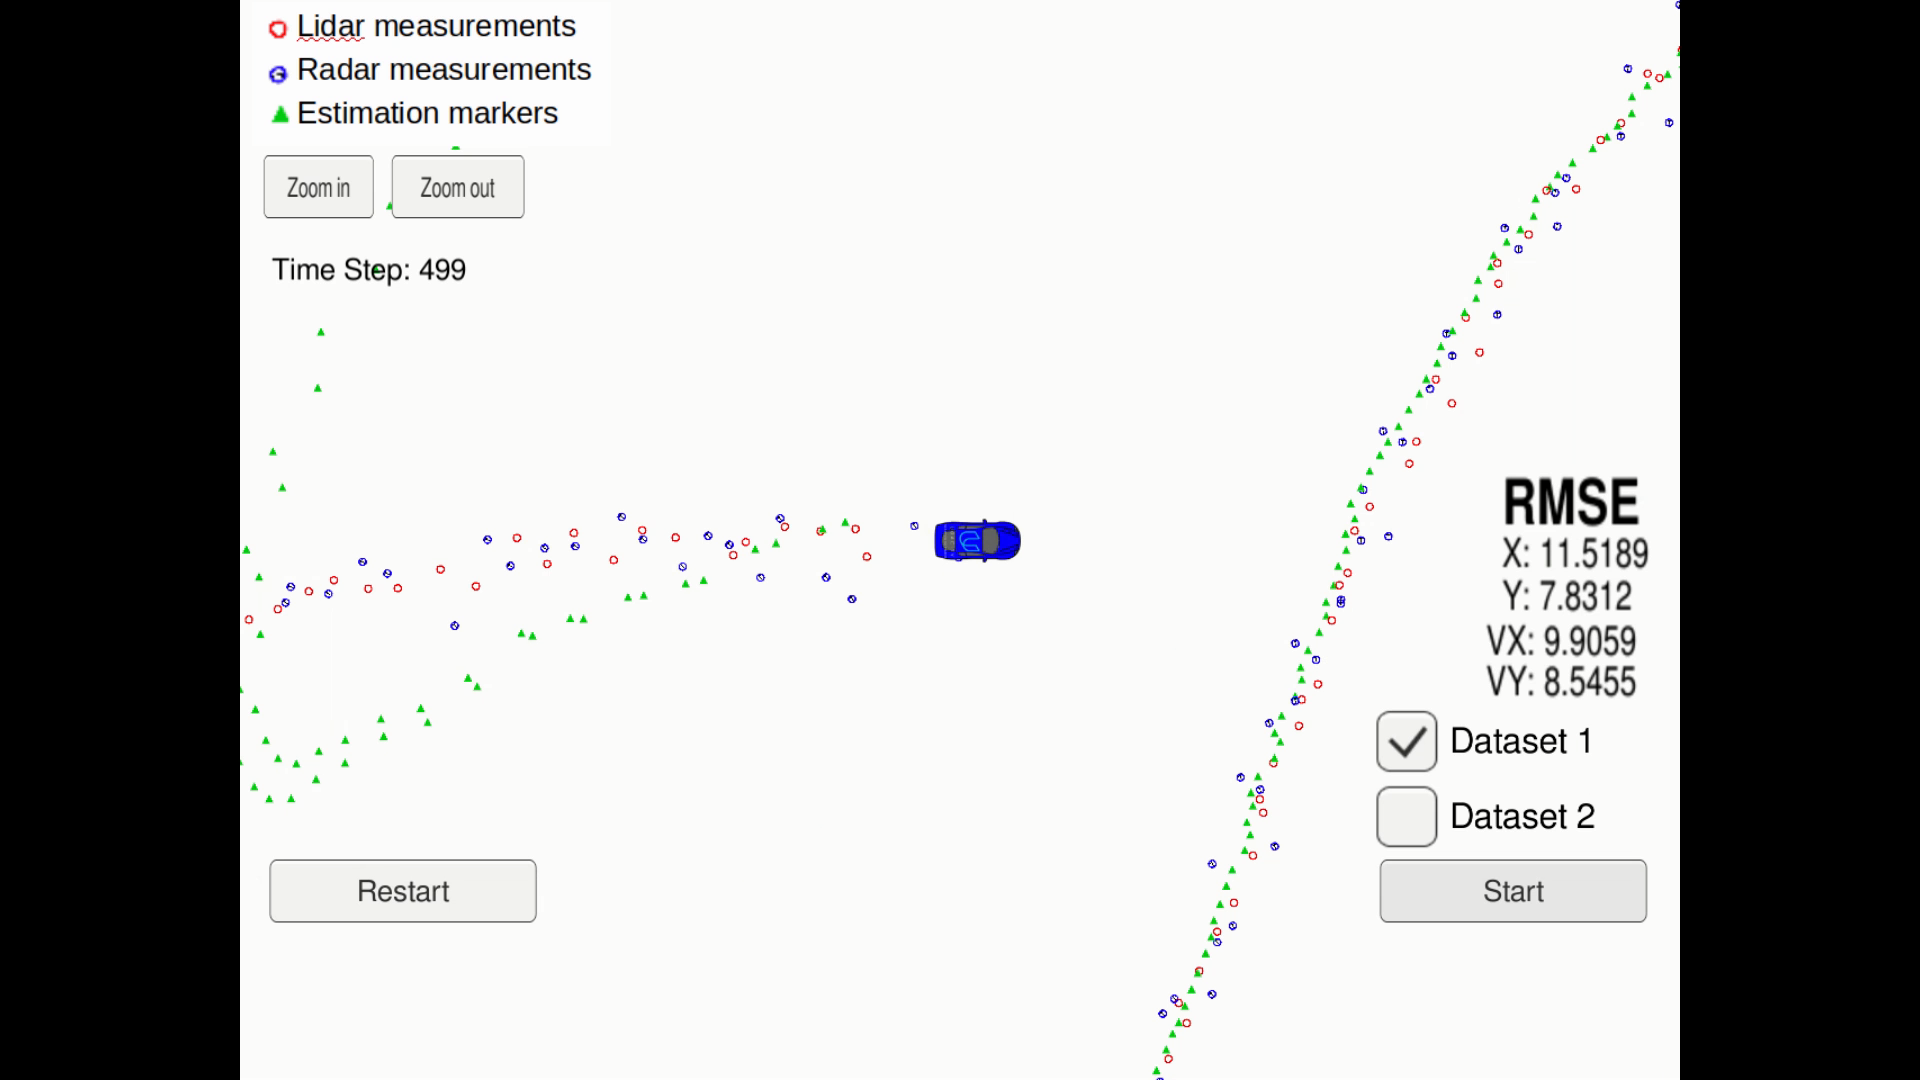 Lidar measurements
Radar measurements
Estimation markers
Zoom in
Zoom out
Time Step: 499
RMSE
X: 11.5189
Y: 7.8312
VX: 9.9059
VY: 8.5455
Dataset 1
Dataset 2
Restart
Start